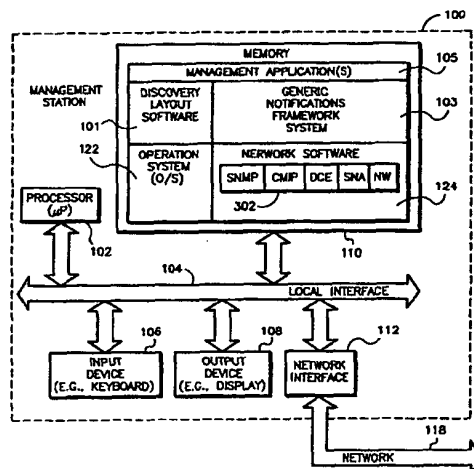 100
MEMORY
MANAGEMENT APPLICATION(S)
105
MANAGEMENT
STATION
DISCOVERY
LAYOUT
SOFTWARE
GENERIC
NOTIFICATIONS
FRAMEWORK
SYSTEM
103
101
122
OPERATION
SYSTEM
(O/S)
NERWORK SOFTWARE
SNMP CMIP DCE SNA NW
302
124
PROCESSOR
(μP)
102
110
104
LOCAL INTERFACE
106
108
112
INPUT
DEVICE
(E.G., KEYBOARD)
OUTPUT
DEVICE
(E.G., DISPLAY)
NETWORK
INTERFACE
118
NETWORK